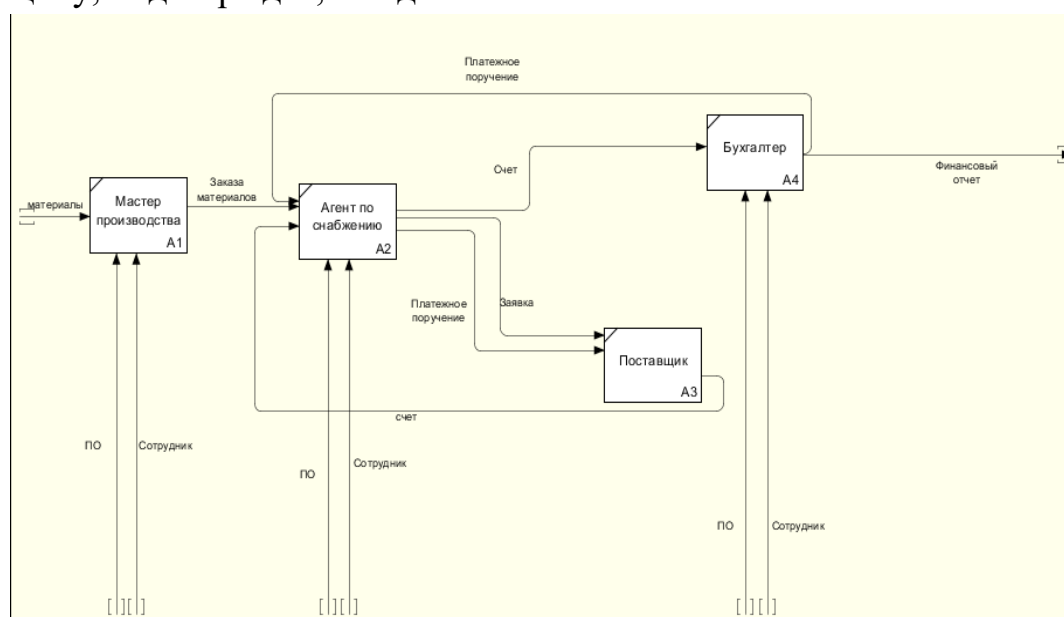 Платежное
поручение
Бухгалтер
A4
Счет
Финансовый
отчет
материалы
Мастер
производства
A1
Заказа
материалов
Агент по
снабжению
A2
Платежное
поручение
Заявка
Поставщик
A3
счет
ПО
Сотрудник
ПО
Сотрудник
ПО
Сотрудник